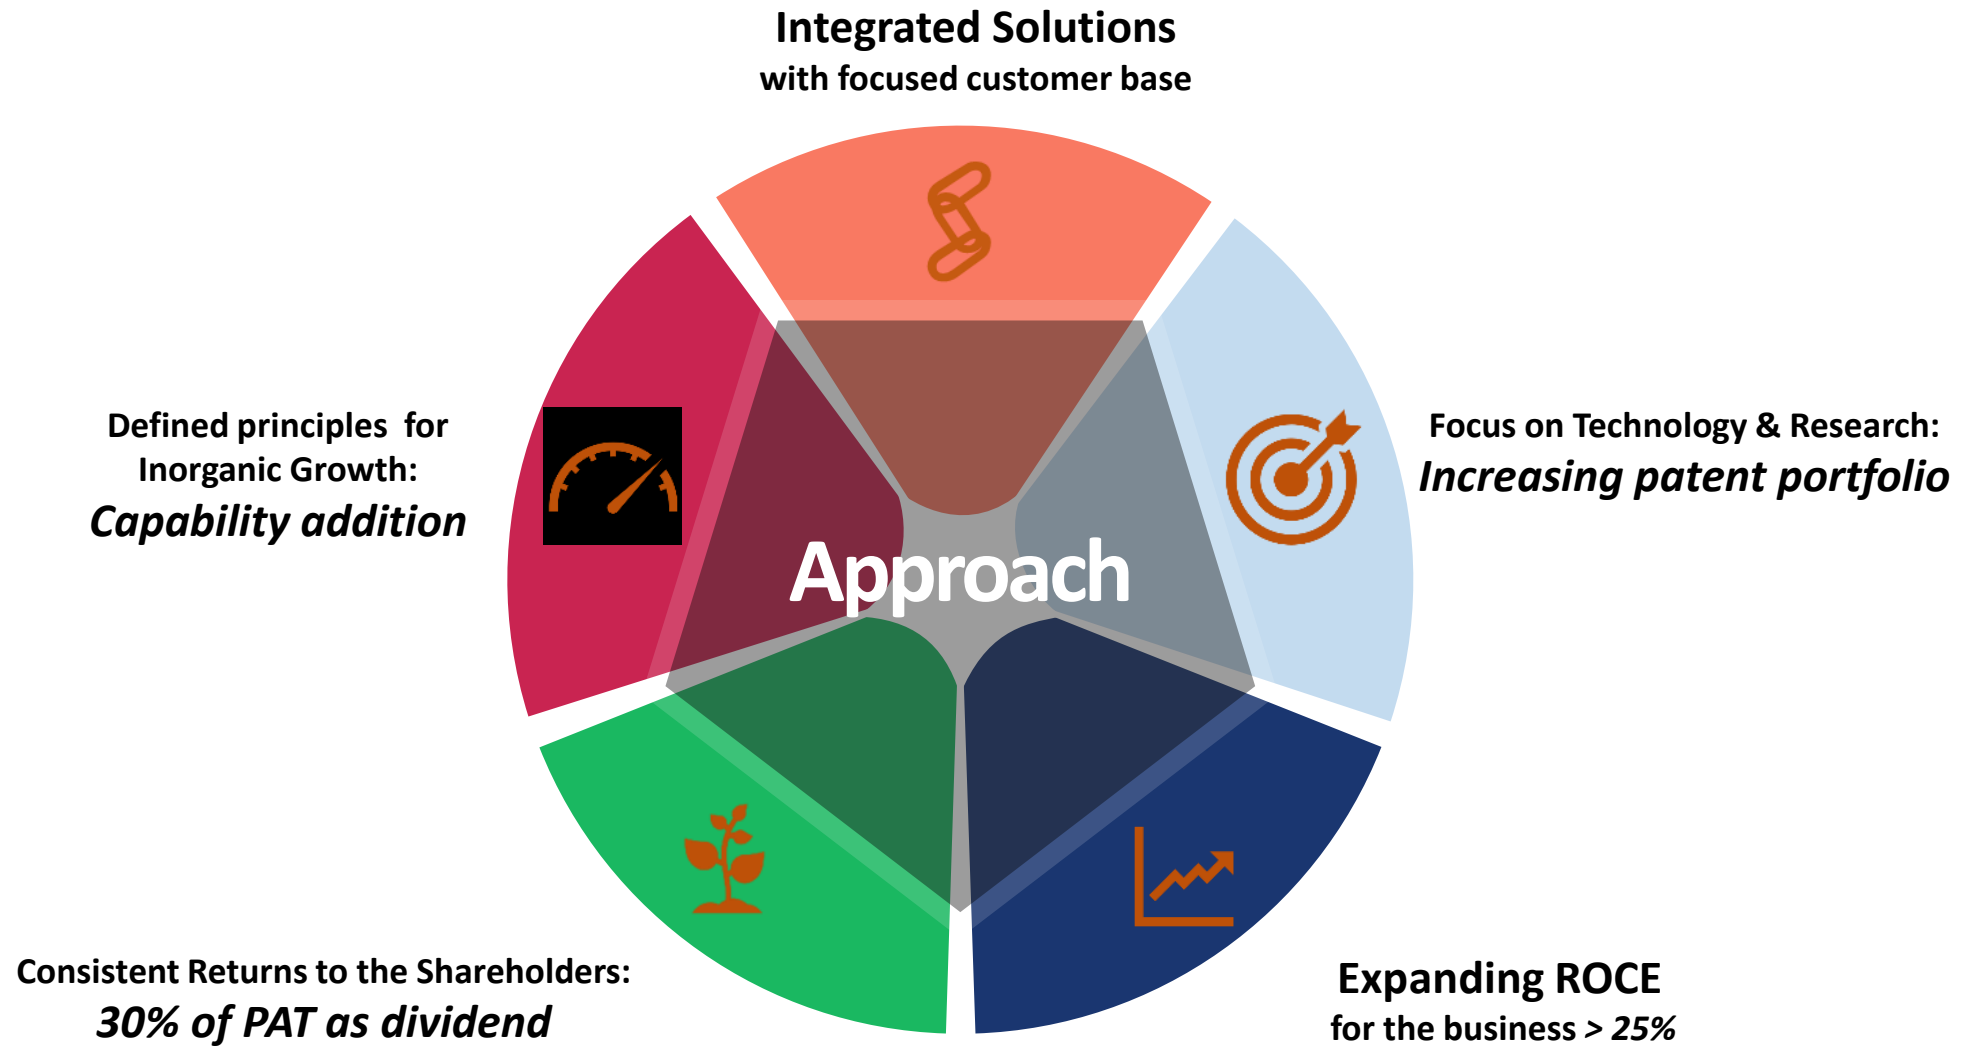 Integrated Solutions
with focused customer base
Defined principles for
Inorganic Growth:
Capability addition
Focus on Technology & Research:
Increasing patent portfolio
Approach
Consistent Returns to the Shareholders:
30% of PAT as dividend
Expanding ROCE
for the business > 25%